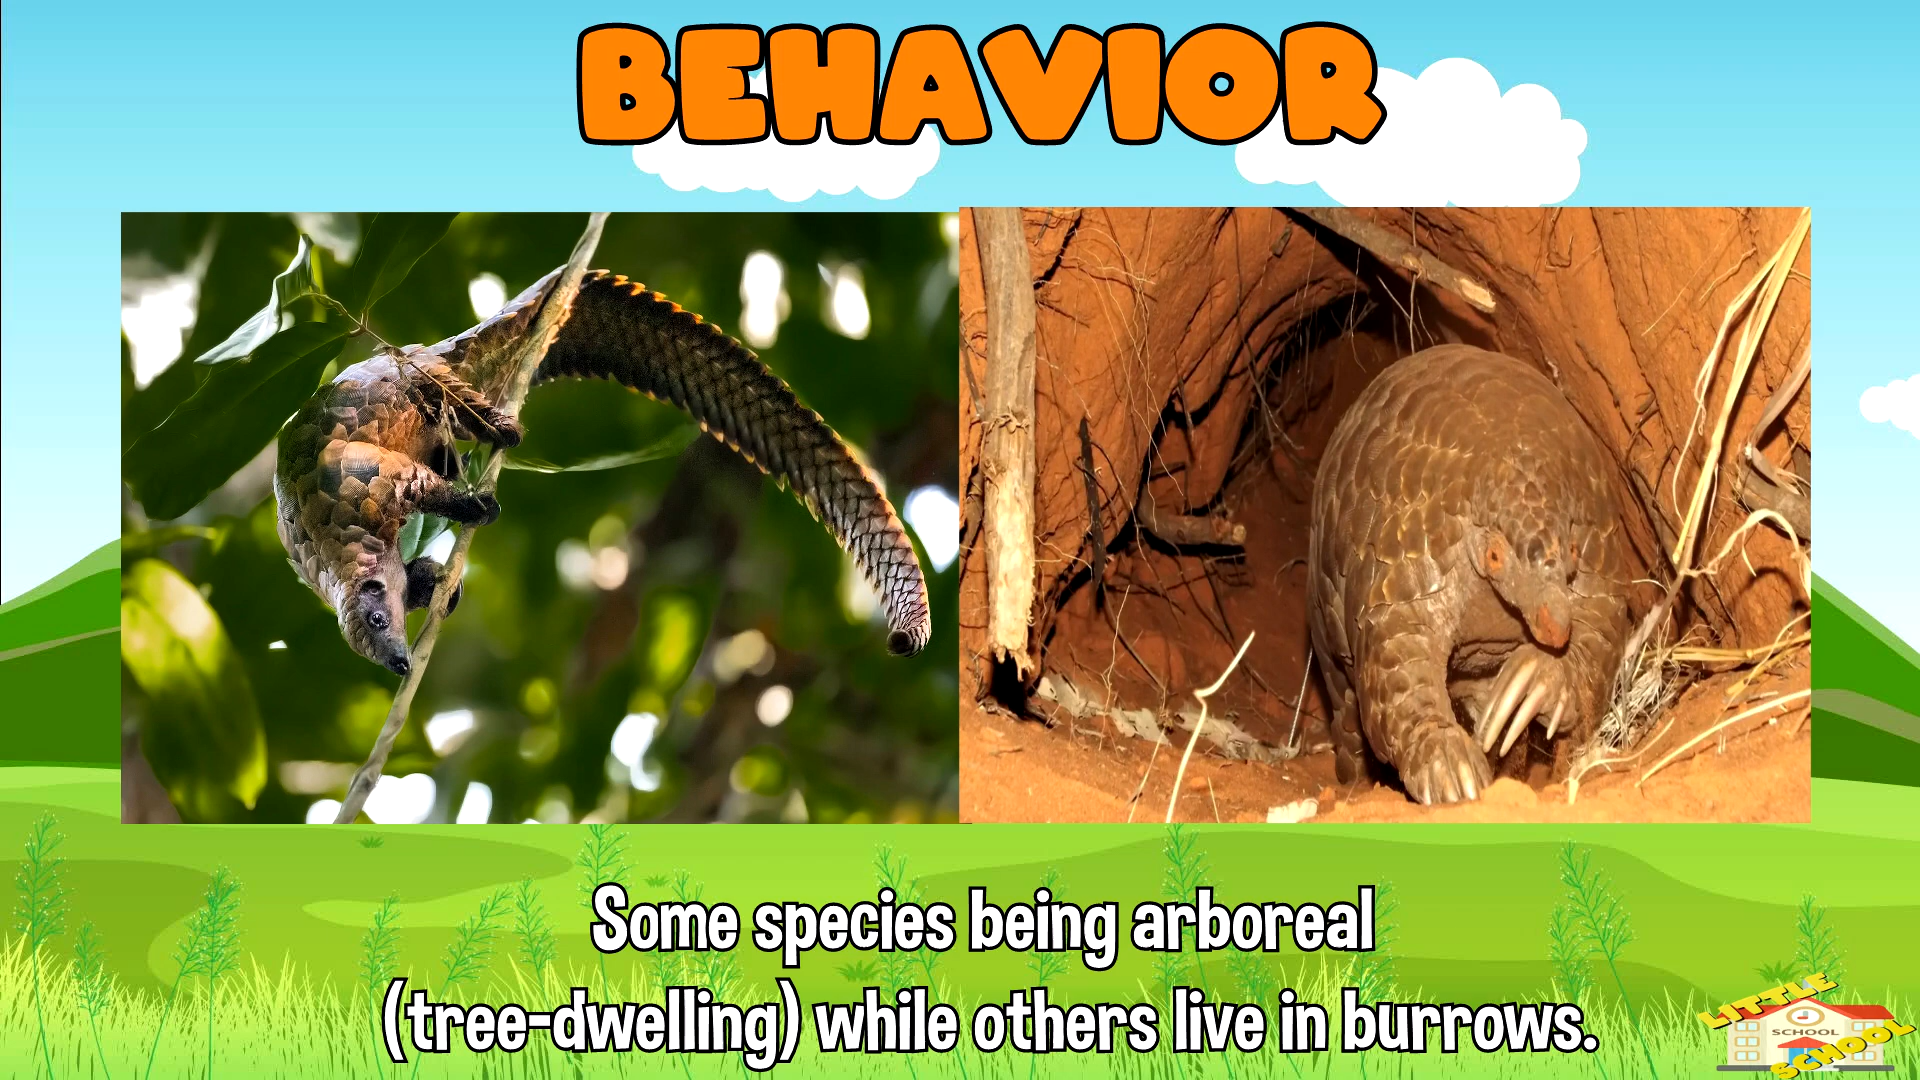 BEHAVIOR
Some species being arboreal
(tree-dwelling) while others live in burrows.
LITTLE
SCHOOL
SCHOOL